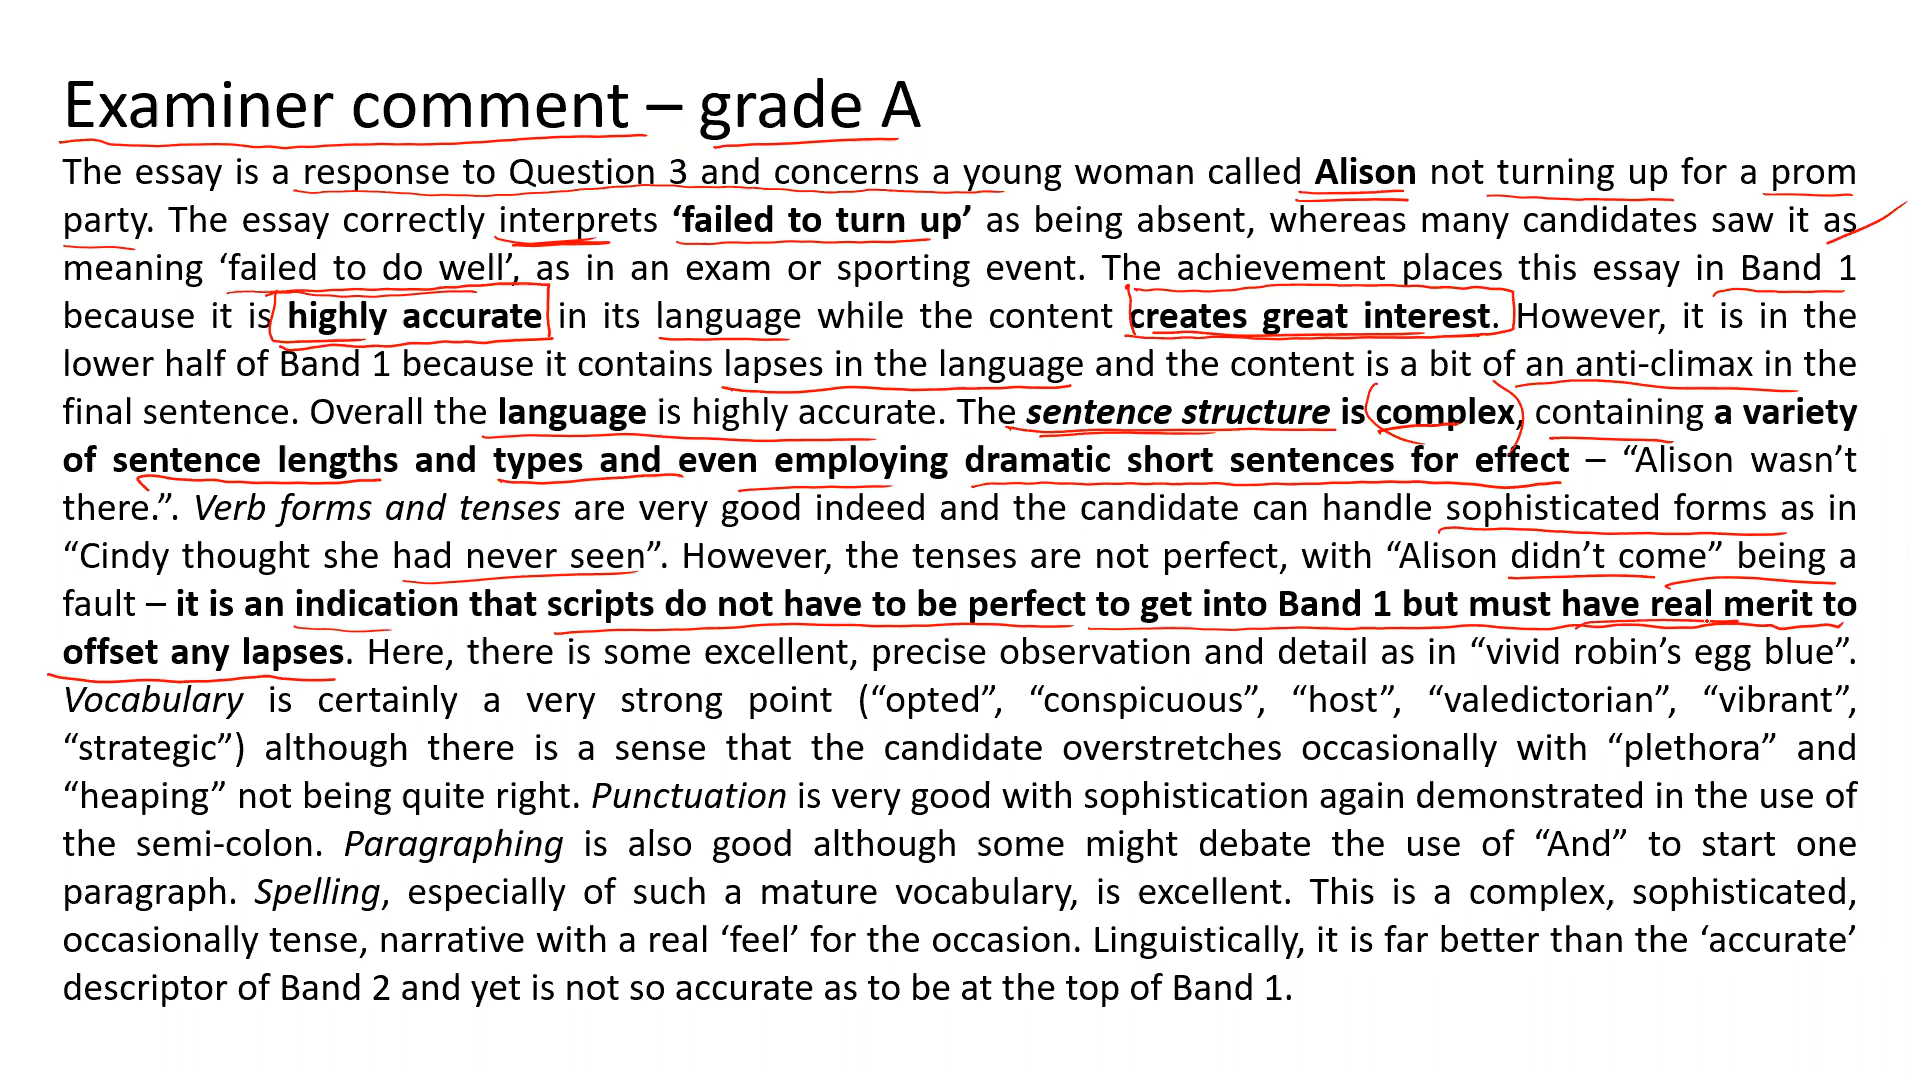 Examiner comment – grade A
The essay is a response to Question 3 and concerns a young woman called Alison not turning up for a prom
party. The essay correctly interprets ‘failed to turn up’ as being absent, whereas many candidates saw it as
meaning ‘failed to do well’, as in an exam or sporting event. The achievement places this essay in Band 1
because it is highly accurate in its language while the content creates great interest. However, it is in the
lower half of Band 1 because it contains lapses in the language and the content is a bit of an anti-climax in the
final sentence. Overall the language is highly accurate. The sentence structure is complex, containing a variety
of sentence lengths and types and even employing dramatic short sentences for effect – “Alison wasn’t
there.”. Verb forms and tenses are very good indeed and the candidate can handle sophisticated forms as in
“Cindy thought she had never seen”. However, the tenses are not perfect, with “Alison didn’t come” being a
fault – it is an indication that scripts do not have to be perfect to get into Band 1 but must have real merit to
offset any lapses. Here, there is some excellent, precise observation and detail as in “vivid robin’s egg blue”.
Vocabulary is certainly a very strong point (“opted”, “conspicuous”, “host”, “valedictorian”, “vibrant”,
“strategic”) although there is a sense that the candidate overstretches occasionally with “plethora” and
“heaping” not being quite right. Punctuation is very good with sophistication again demonstrated in the use of
the semi-colon. Paragraphing is also good although some might debate the use of “And” to start one
paragraph. Spelling, especially of such a mature vocabulary, is excellent. This is a complex, sophisticated,
occasionally tense, narrative with a real ‘feel’ for the occasion. Linguistically, it is far better than the ‘accurate’
descriptor of Band 2 and yet is not so accurate as to be at the top of Band 1.